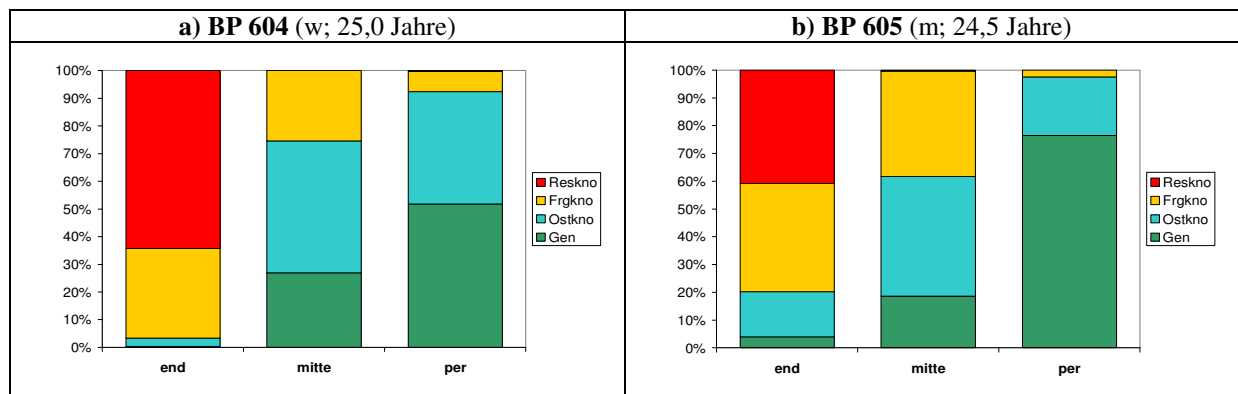 a) BP 604 (w; 25,0 Jahre)
100%
90%
80%
70%
60%
50%
40%
30%
20%
10%
0%
end mitte per
Reskno
Frgkno
Ostkno
Gen
b) BP 605 (m; 24,5 Jahre)
100%
90%
80%
70%
60%
50%
40%
30%
20%
10%
0%
end mitte per
Reskno
Frgkno
Ostkno
Gen